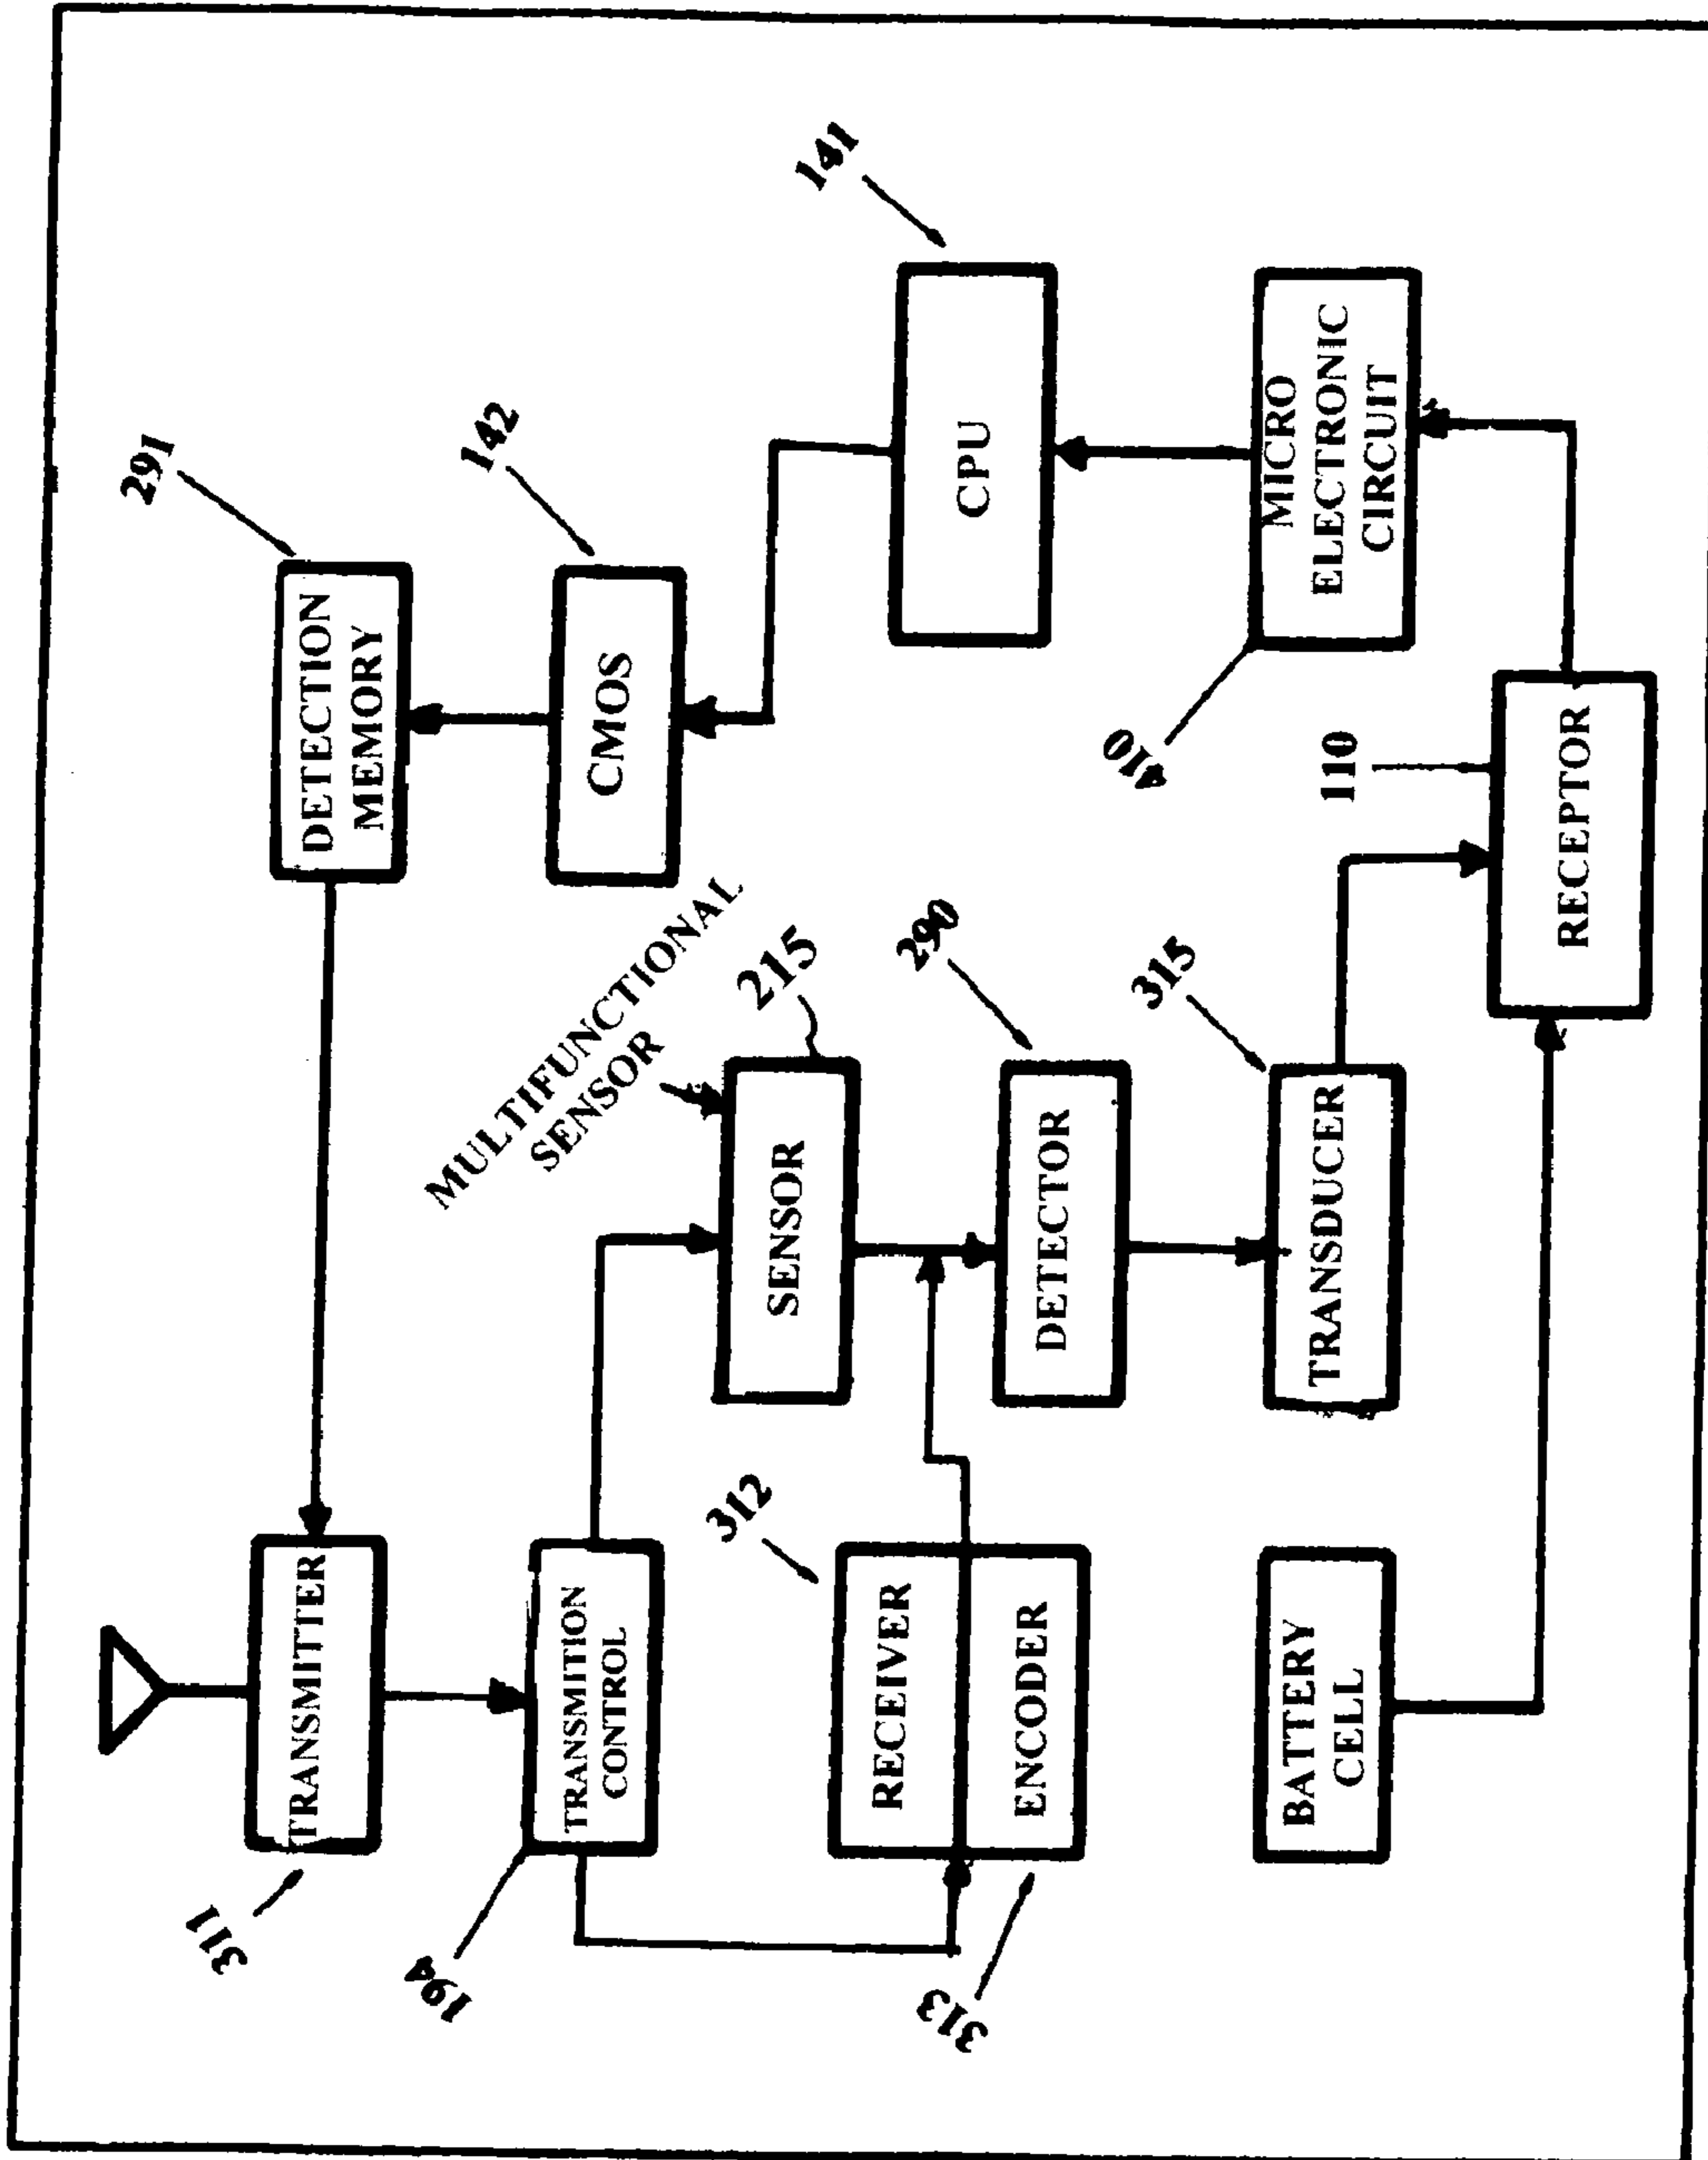 311
TRANSMITTER
194
TRANSMITION
CONTROL
312
RECEIVER
ENCODER
313
BATTERY
CELL
MULTIFUNCTIONAL
SENSOR
215
SENSOR
290
DETECTOR
315
TRANSDUCER
291
DETECTION
MEMORY
142
CMOS
141
CPU
410
MICRO
ELECTRONIC
CIRCUIT
110
RECEPTOR